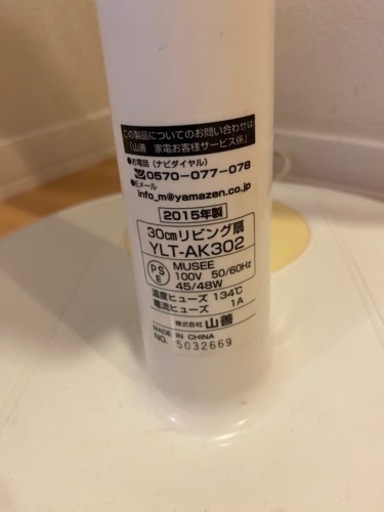 この製品についてのお問い合わせは
「山善 家電お客様サービス係」
●お電話(ナビダイヤル)
0570-077-078
●Eメール
info_m@yamazen.co.jp
2015年製
30cmリビング扇
YLT-AK302
PS
E
MUSEE
100V 50/60Hz
45/48W
温度ヒューズ 134℃
電流ヒューズ 1A
株式会社 山善
MADE IN CHINA
NO. 5032669